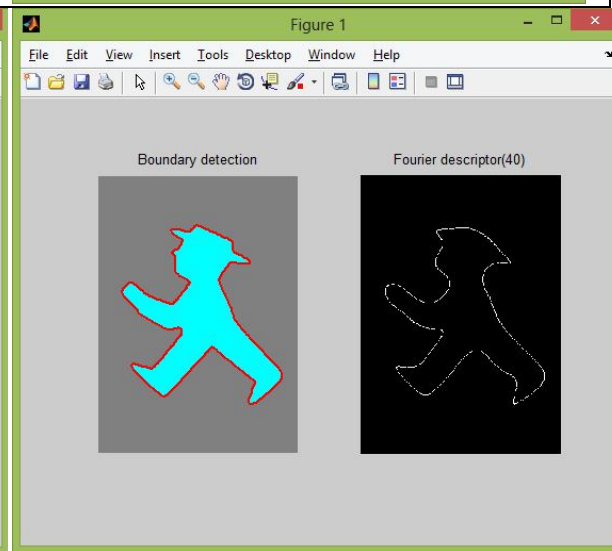 Figure 1
File Edit View Insert Tools Desktop Window Help
Boundary detection Fourier descriptor(40)